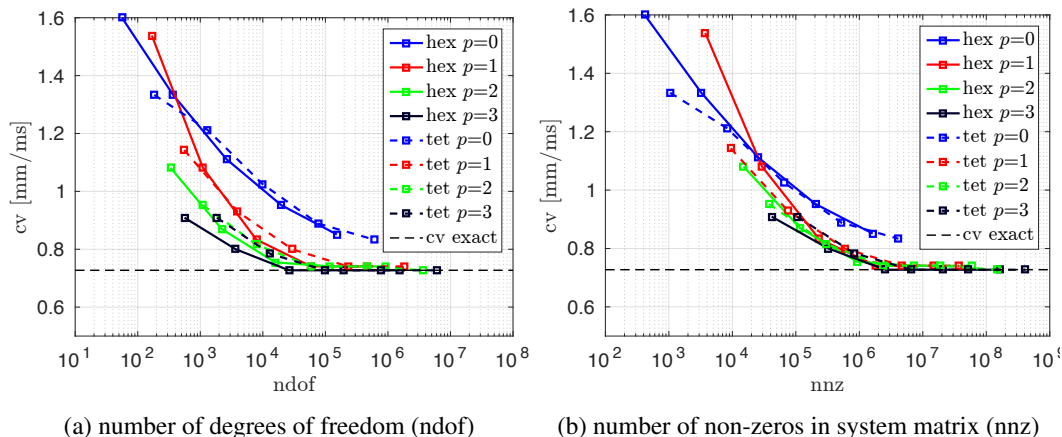 1.6
1.4
1.2
1
0.8
0.6
cv [mm/ms]
10^1 10^2 10^3 10^4 10^5 10^6 10^7 10^8
ndof
hex p=0
hex p=1
hex p=2
hex p=3
tet p=0
tet p=1
tet p=2
tet p=3
cv exact
(a) number of degrees of freedom (ndof)
1.6
1.4
1.2
1
0.8
0.6
cv [mm/ms]
10^2 10^3 10^4 10^5 10^6 10^7 10^8 10^9
nnz
hex p=0
hex p=1
hex p=2
hex p=3
tet p=0
tet p=1
tet p=2
tet p=3
cv exact
(b) number of non-zeros in system matrix (nnz)